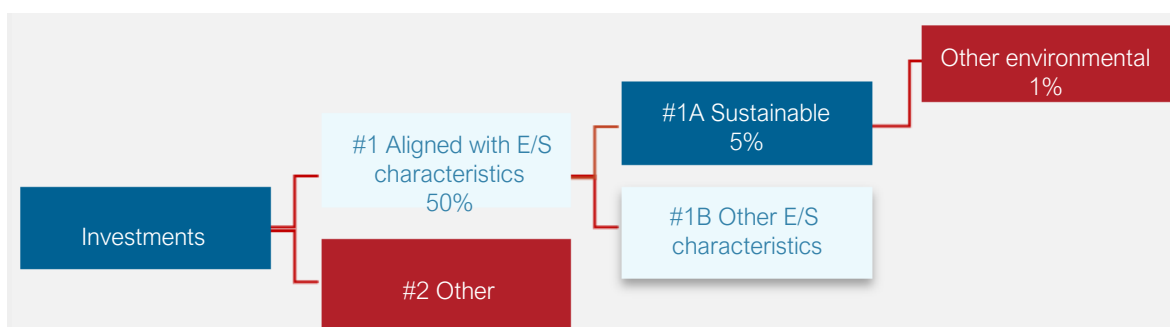 Investments
#1 Aligned with E/S
characteristics
50%
#2 Other
#1A Sustainable
5%
#1B Other E/S
characteristics
Other environmental
1%